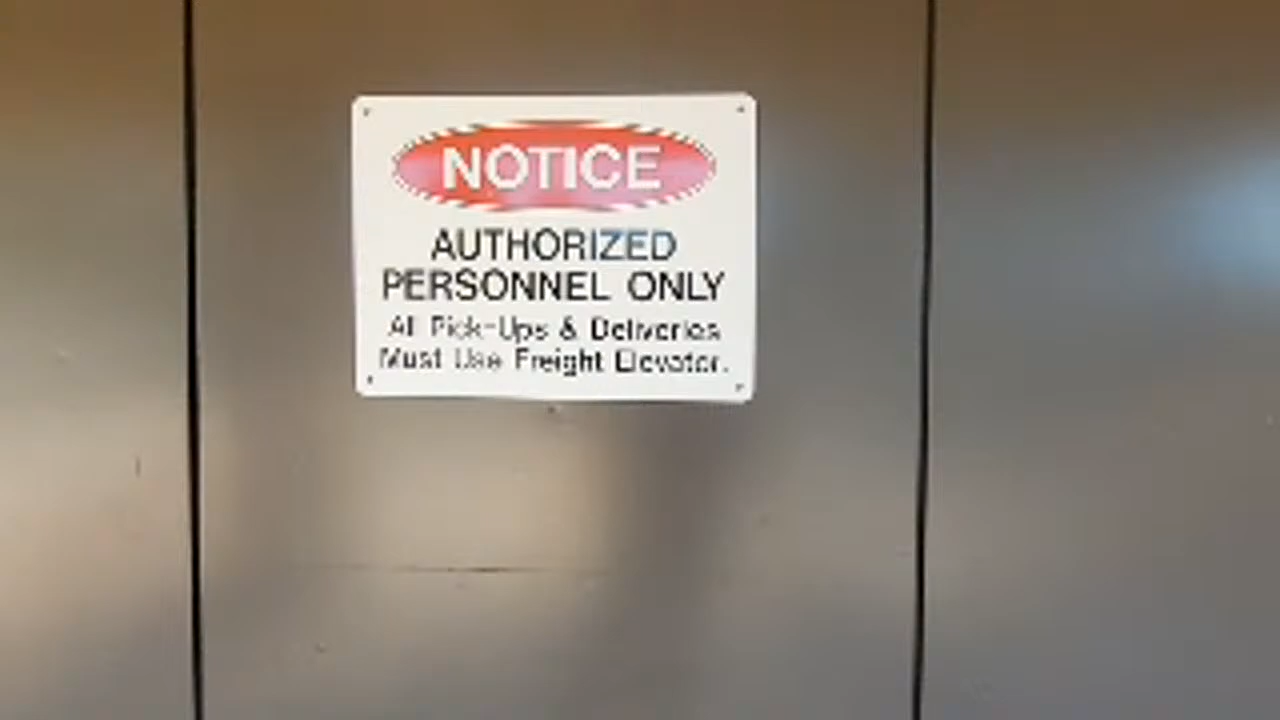 NOTICE
AUTHORIZED
PERSONNEL ONLY
All Pick-Ups & Deliveries
Must Use Freight Elevator.